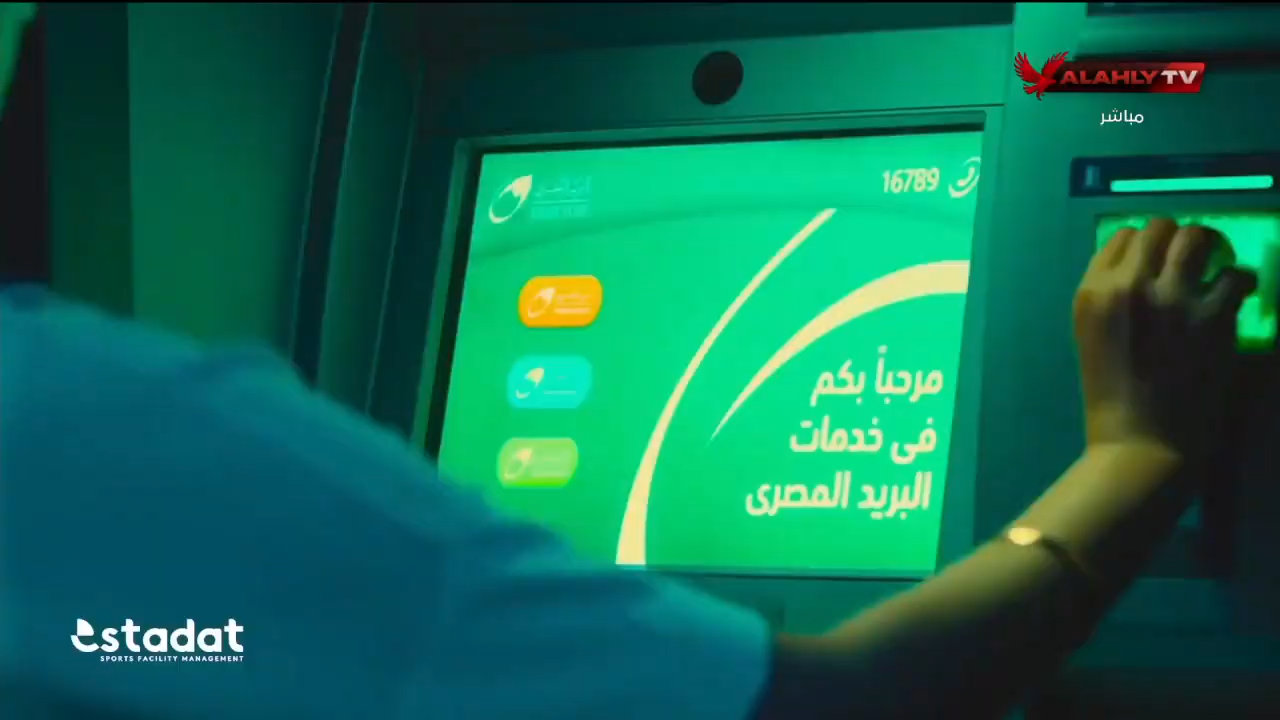 ALAHLY TV
مباشر
16789
مرحباً بكم
فى خدمات
البريد المصرى
estadat
SPORTS FACILITY MANAGEMENT